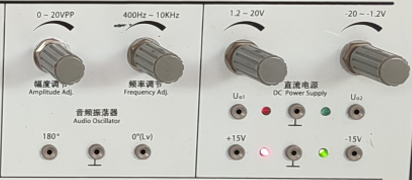 0 ~ 20VPP
400Hz ~ 10KHz
1.2 ~ 20V
-20 ~ -1.2V
幅度调节
Amplitude Adj.
频率调节
Frequency Adj.
直流电源
DC Power Supply
U₀₁
U₀₂
音频振荡器
Audio Oscillator
180°
0°(Lv)
+15V
-15V